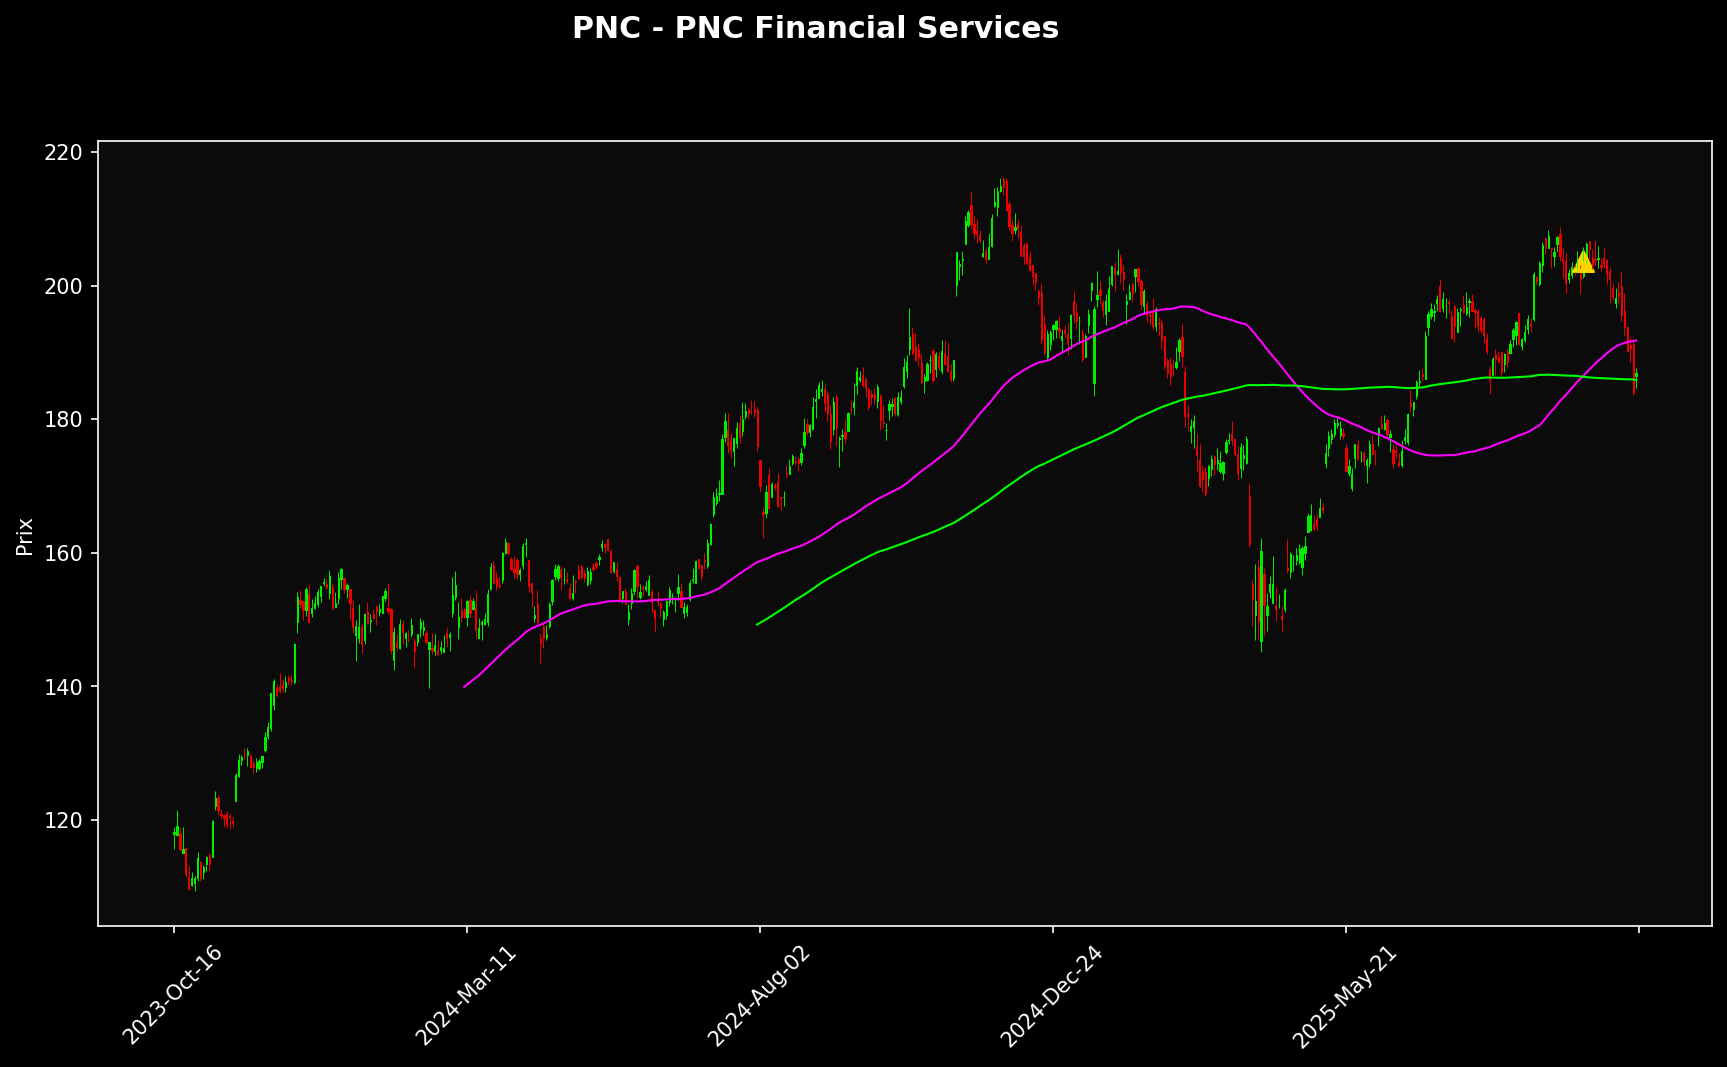 PNC - PNC Financial Services
Prix
220
200
180
160
140
120
2023-Oct-16
2024-Mar-11
2024-Aug-02
2024-Dec-24
2025-May-21